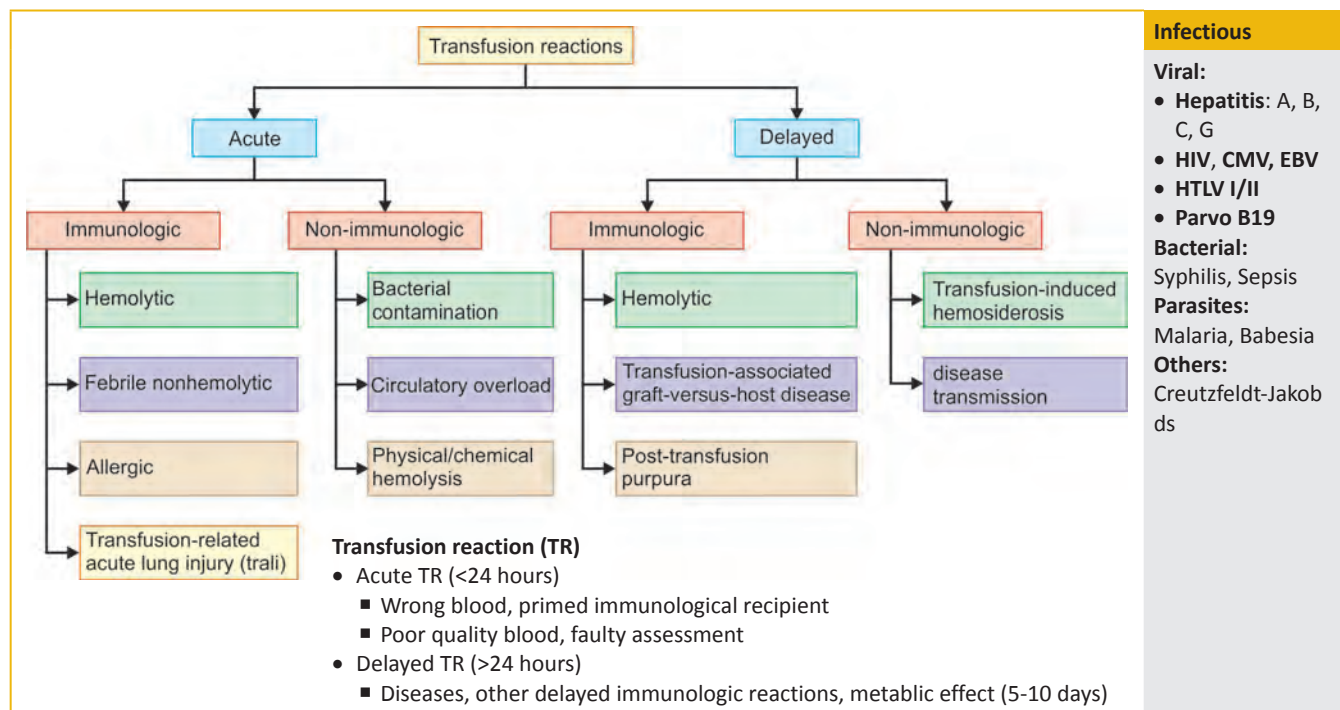 Transfusion reactions
Acute
Delayed
Immunologic
Non-immunologic
Immunologic
Non-immunologic
Hemolytic
Febrile nonhemolytic
Allergic
Transfusion-related
acute lung injury (trali)
Bacterial
contamination
Circulatory overload
Physical/chemical
hemolysis
Hemolytic
Transfusion-associated
graft-versus-host disease
Post-transfusion
purpura
Transfusion-induced
hemosiderosis
disease
transmission
Transfusion reaction (TR)
• Acute TR (<24 hours)
▪ Wrong blood, primed immunological recipient
▪ Poor quality blood, faulty assessment
• Delayed TR (>24 hours)
▪ Diseases, other delayed immunologic reactions, metablic effect (5-10 days)
Infectious
Viral:
• Hepatitis: A, B,
C, G
• HIV, CMV, EBV
• HTLV I/II
• Parvo B19
Bacterial:
Syphilis, Sepsis
Parasites:
Malaria, Babesia
Others:
Creutzfeldt-Jakob
ds